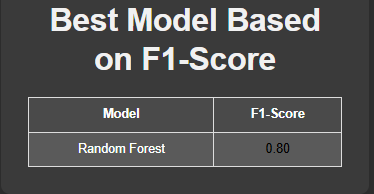 Best Model Based
on F1-Score
Model F1-Score
Random Forest 0.80